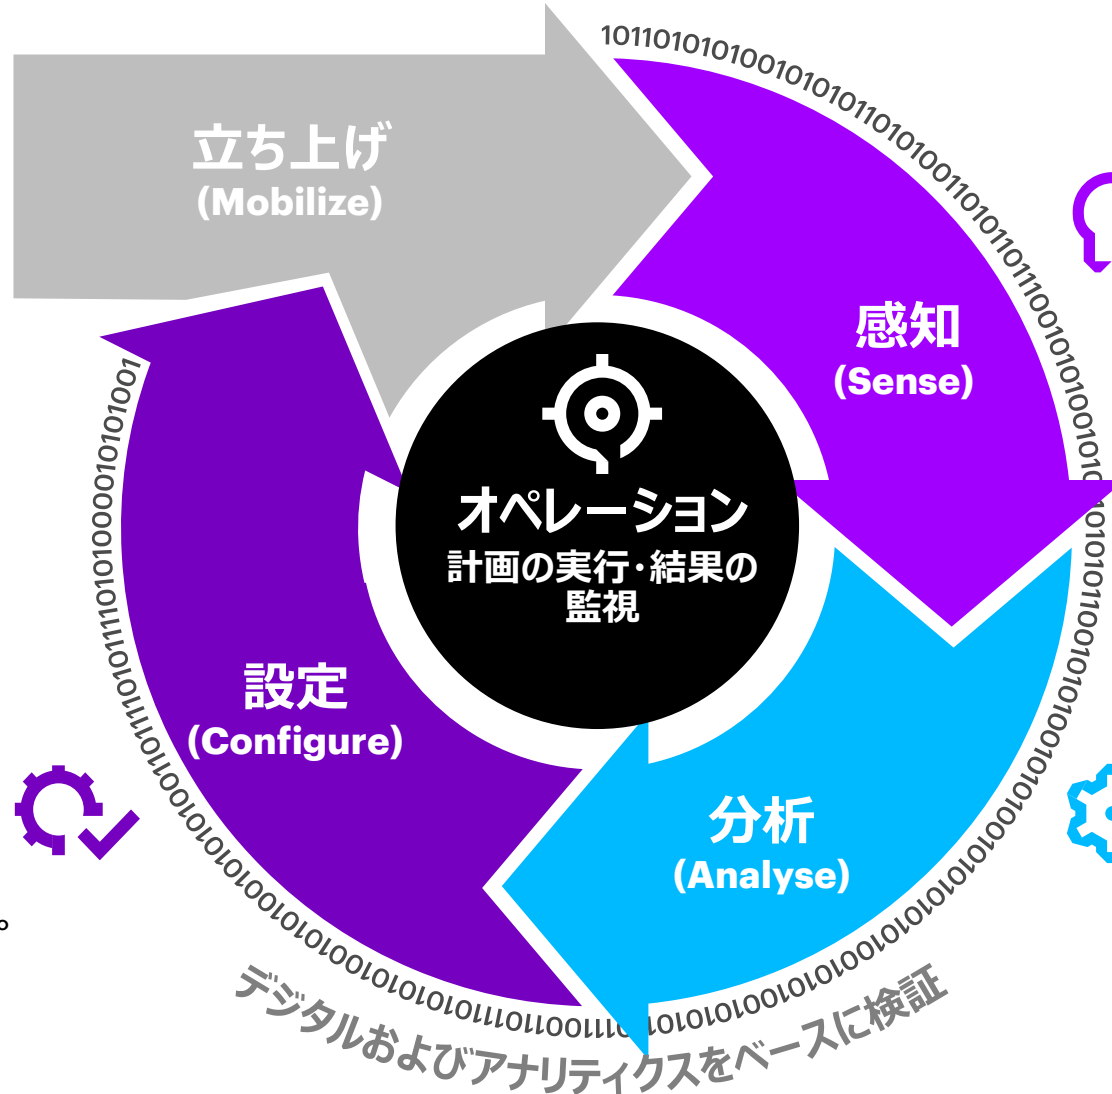 立ち上げ
(Mobilize)
感知
(Sense)
オペレーション
計画の実行・結果の
監視
設定
(Configure)
分析
(Analyse)
。
デジタルおよびアナリティクスをベースに検証